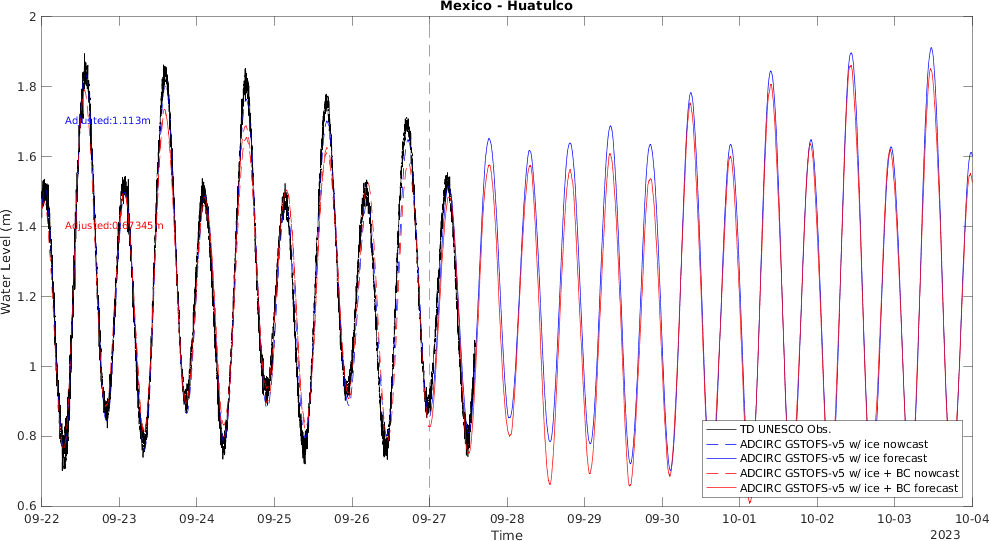 Mexico - Huatulco
Water Level (m)
2
1.8
1.6
1.4
1.2
1
0.8
0.6
Adjusted:1.113m
Adjusted:0.67345m
TD UNESCO Obs.
ADCIRC GSTOFS-v5 w/ ice nowcast
ADCIRC GSTOFS-v5 w/ ice forecast
ADCIRC GSTOFS-v5 w/ ice + BC nowcast
ADCIRC GSTOFS-v5 w/ ice + BC forecast
09-22 09-23 09-24 09-25 09-26 09-27 09-28 09-29 09-30 10-01 10-02 10-03 10-04
Time
2023